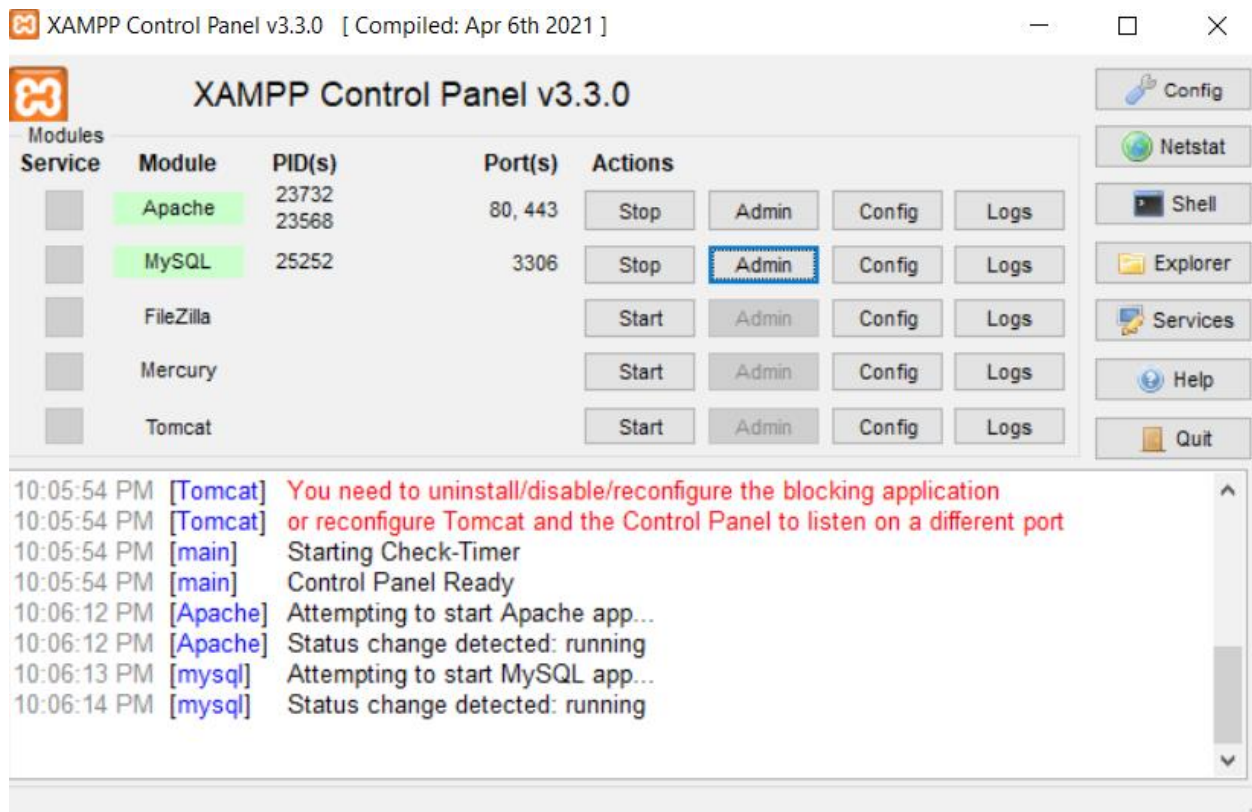 XAMPP Control Panel v3.3.0 [ Compiled: Apr 6th 2021 ]
XAMPP Control Panel v3.3.0
Config
Modules
Service Module PID(s) Port(s) Actions
Netstat
Apache 23732 23568 80, 443 Stop Admin Config Logs
Shell
MySQL 25252 3306 Stop Admin Config Logs
Explorer
FileZilla Start Admin Config Logs
Services
Mercury Start Admin Config Logs
Help
Tomcat Start Admin Config Logs
Quit
10:05:54 PM [Tomcat] You need to uninstall/disable/reconfigure the blocking application
10:05:54 PM [Tomcat] or reconfigure Tomcat and the Control Panel to listen on a different port
10:05:54 PM [main] Starting Check-Timer
10:05:54 PM [main] Control Panel Ready
10:06:12 PM [Apache] Attempting to start Apache app...
10:06:12 PM [Apache] Status change detected: running
10:06:13 PM [mysql] Attempting to start MySQL app...
10:06:14 PM [mysql] Status change detected: running